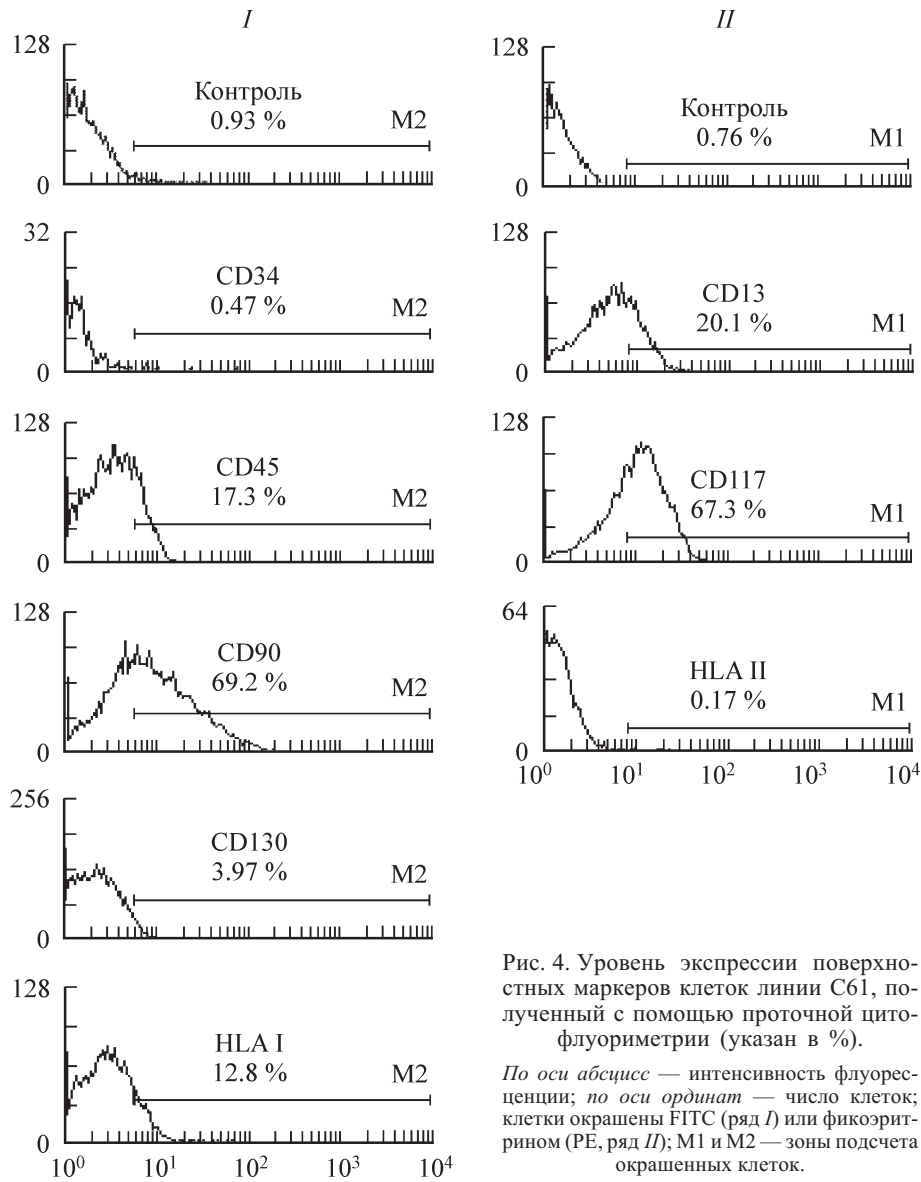 I
128
Контроль
0.93 %
M2
0
32
CD34
0.47 %
M2
0
128
CD45
17.3 %
M2
0
128
CD90
69.2 %
M2
0
256
CD130
3.97 %
M2
0
128
HLA I
12.8 %
M2
0
10⁰ 10¹ 10² 10³ 10⁴
II
128
Контроль
0.76 %
M1
0
128
CD13
20.1 %
M1
0
128
CD117
67.3 %
M1
0
64
HLA II
0.17 %
M1
0
10⁰ 10¹ 10² 10³ 10⁴
Рис. 4. Уровень экспрессии поверхно-
стных маркеров клеток линии С61, по-
лученный с помощью проточной цито-
флуориметрии (указан в %).
По оси абсцисс — интенсивность флуорес-
ценции; по оси ординат — число клеток;
клетки окрашены FITC (ряд I) или фикоэрит-
рином (PE, ряд II); M1 и M2 — зоны подсчета
окрашенных клеток.